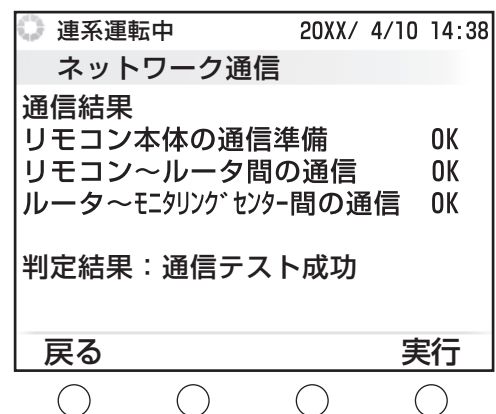 連系運転中 20XX/ 4/10 14:38
ネットワーク通信
通信結果
リモコン本体の通信準備 OK
リモコン～ルータ間の通信 OK
ルータ～ﾓﾆﾀﾘﾝｸﾞｾﾝﾀｰ間の通信 OK
判定結果：通信テスト成功
戻る 実行